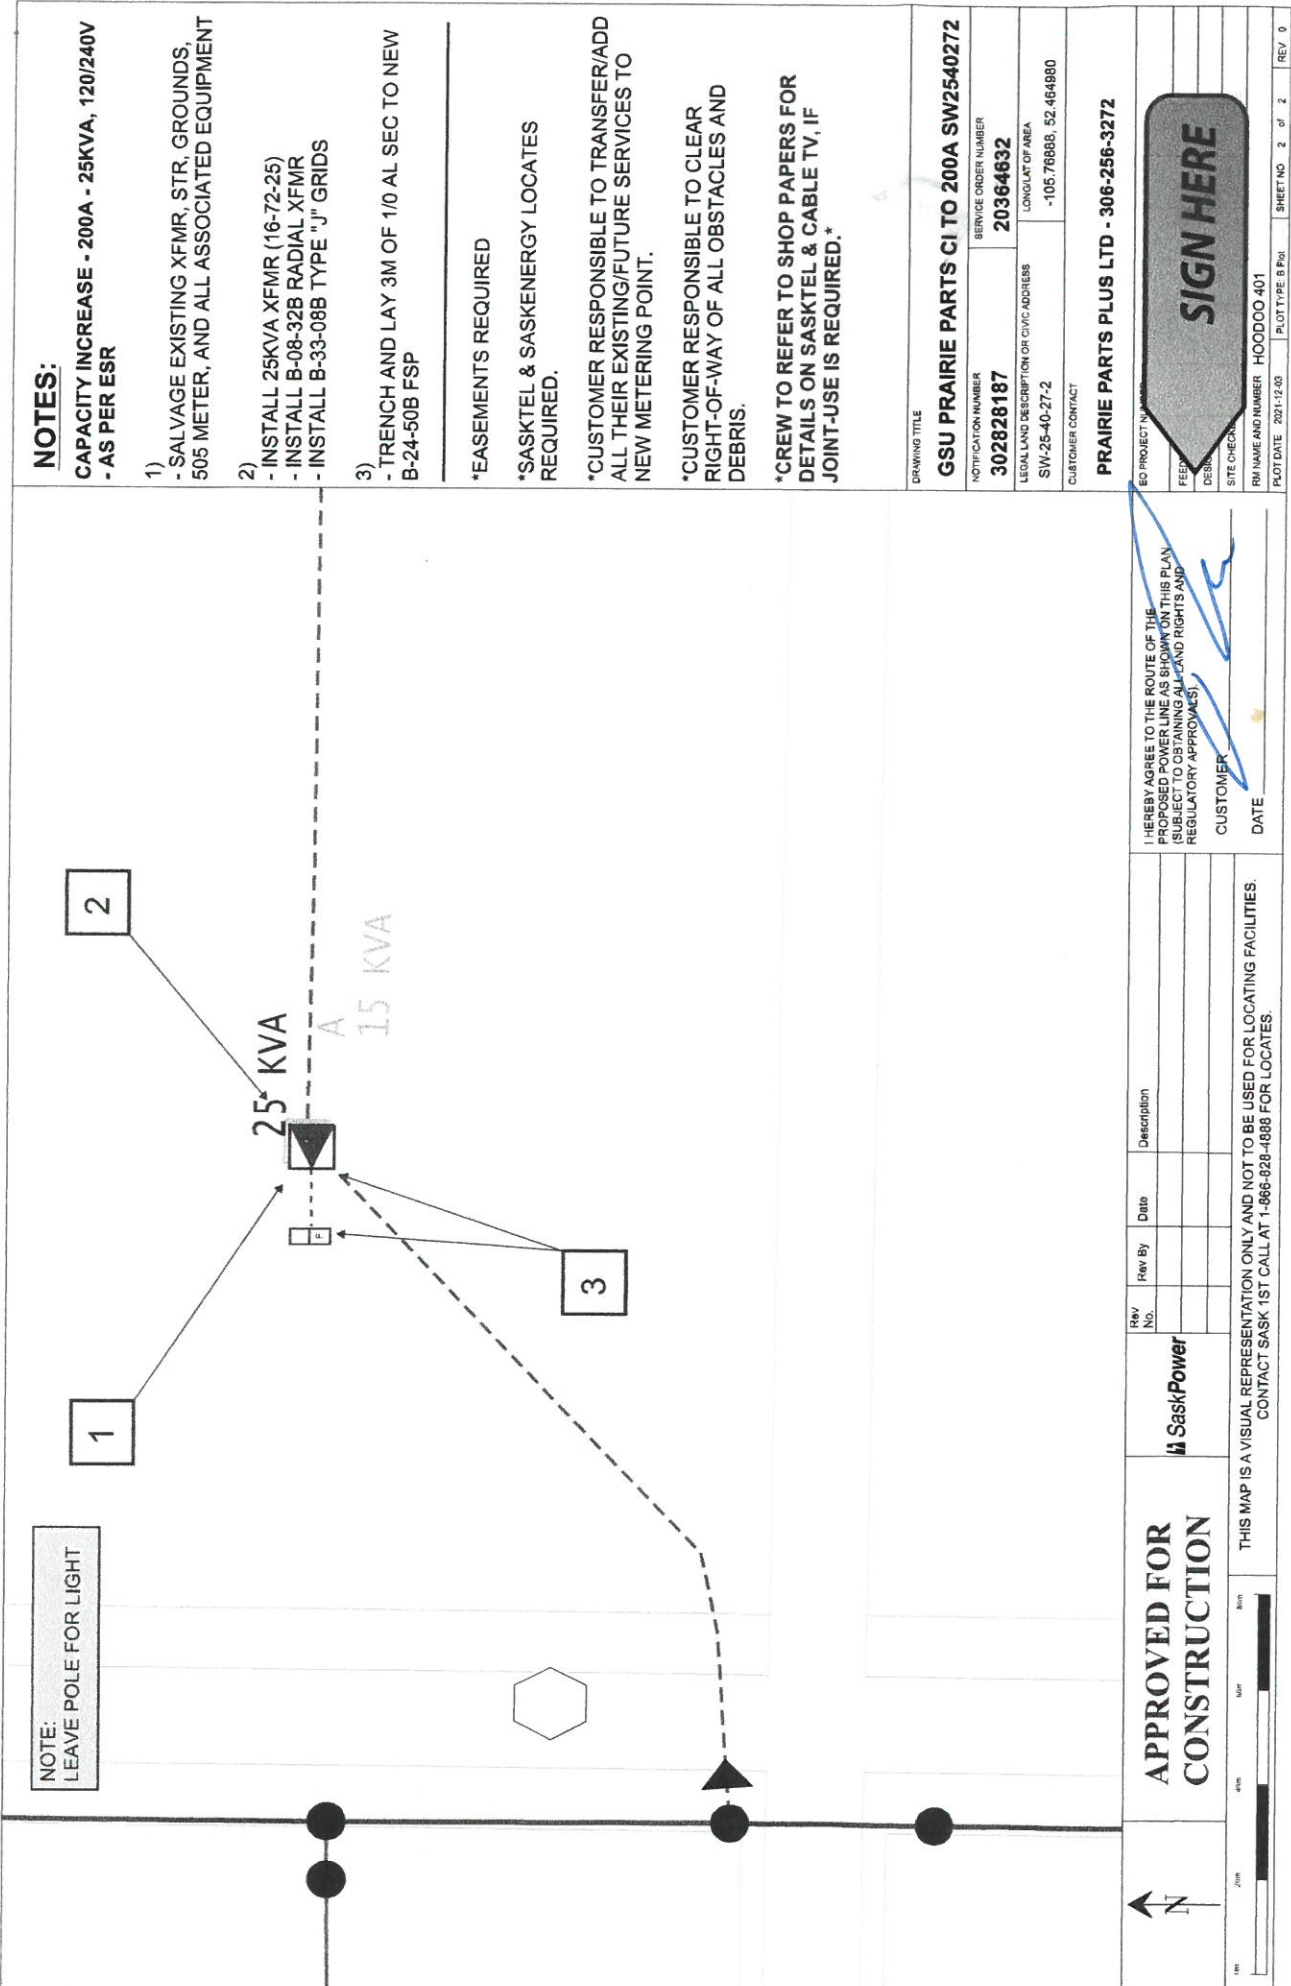 NOTE:
LEAVE POLE FOR LIGHT
1
2
3
25 KVA
A
15 KVA
F
NOTES:
CAPACITY INCREASE - 200A - 25KVA, 120/240V
- AS PER ESR
1)
- SALVAGE EXISTING XFMR, STR, GROUNDS,
505 METER, AND ALL ASSOCIATED EQUIPMENT
2)
- INSTALL 25KVA XFMR (16-72-25)
- INSTALL B-08-32B RADIAL XFMR
- INSTALL B-33-08B TYPE "J" GRIDS
3)
- TRENCH AND LAY 3M OF 1/0 AL SEC TO NEW
B-24-50B FSP
*EASEMENTS REQUIRED
*SASKTEL & SASKENERGY LOCATES
REQUIRED.
*CUSTOMER RESPONSIBLE TO TRANSFER/ADD
ALL THEIR EXISTING/FUTURE SERVICES TO
NEW METERING POINT.
*CUSTOMER RESPONSIBLE TO CLEAR
RIGHT-OF-WAY OF ALL OBSTACLES AND
DEBRIS.
*CREW TO REFER TO SHOP PAPERS FOR
DETAILS ON SASKTEL & CABLE TV, IF
JOINT-USE IS REQUIRED.*
DRAWING TITLE
GSU PRAIRIE PARTS CI TO 200A SW2540272
NOTIFICATION NUMBER
302828187
SERVICE ORDER NUMBER
20364632
LEGAL LAND DESCRIPTION OR CIVIC ADDRESS
SW-25-40-27-2
LONG/LAT OF AREA
-105.76888, 52.464980
CUSTOMER CONTACT
PRAIRIE PARTS PLUS LTD - 306-256-3272
EO PROJECT NUMBER
SITE CHECK
SIGN HERE
RM NAME AND NUMBER HOODOO 401
PLOT DATE 2021-12-03
PLOT TYPE: B Plot
SHEET NO 2 of 2
REV 0
N
APPROVED FOR
CONSTRUCTION
SaskPower
Rev No.
Rev By
Date
Description
I HEREBY AGREE TO THE ROUTE OF THE
PROPOSED POWER LINE AS SHOWN ON THIS PLAN
(SUBJECT TO OBTAINING ALL LAND RIGHTS AND
REGULATORY APPROVALS).
CUSTOMER
DATE
THIS MAP IS A VISUAL REPRESENTATION ONLY AND NOT TO BE USED FOR LOCATING FACILITIES.
CONTACT SASK 1ST CALL AT 1-866-828-4888 FOR LOCATES.